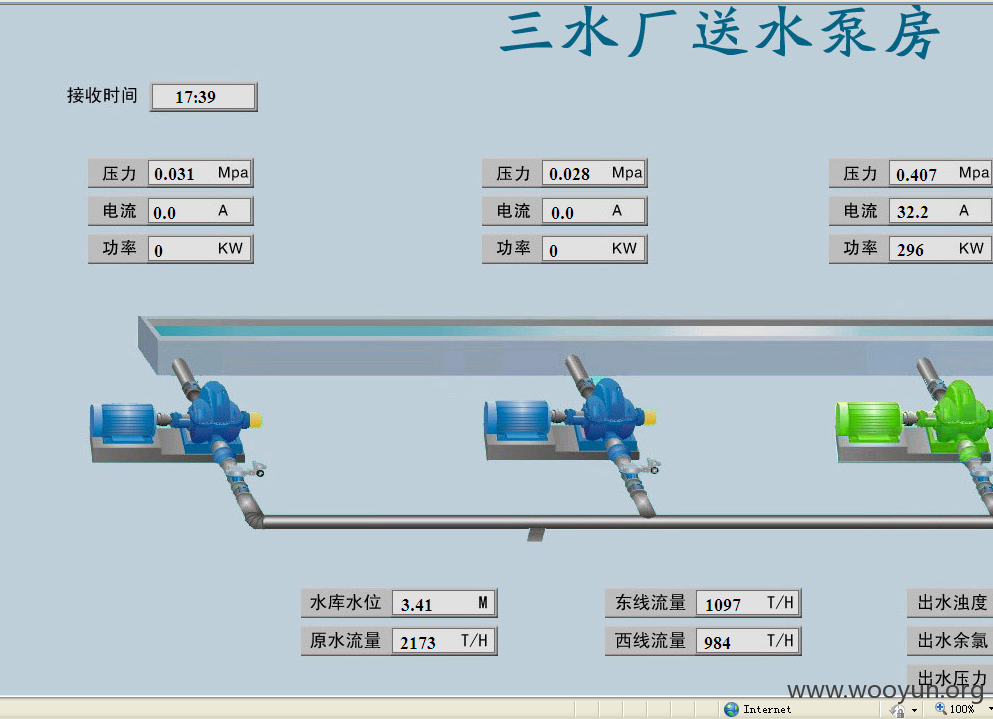 三水厂送水泵房
接收时间 17:39
压力 0.031 Mpa 压力 0.028 Mpa 压力 0.407 Mpa
电流 0.0 A 电流 0.0 A 电流 32.2 A
功率 0 KW 功率 0 KW 功率 296 KW
水库水位 3.41 M 东线流量 1097 T/H 出水浊度
原水流量 2173 T/H 西线流量 984 T/H 出水余氯
出水压力
www.wooyun.org
Internet 100%